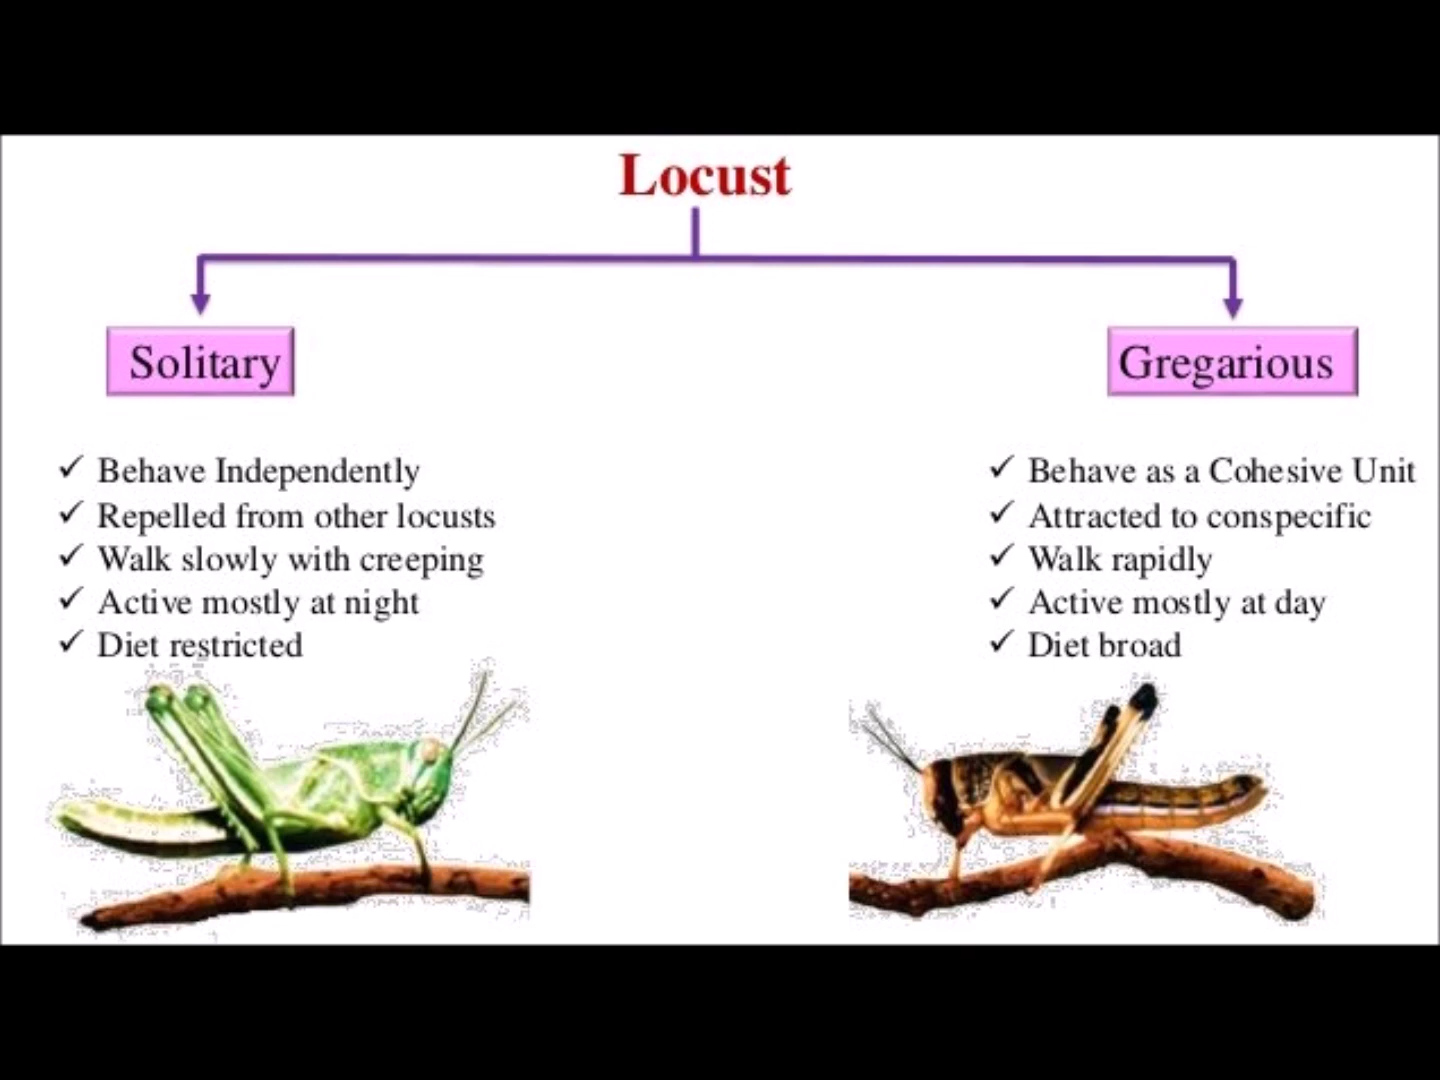 Locust
Solitary
Behave Independently
Repelled from other locusts
Walk slowly with creeping
Active mostly at night
Diet restricted
Gregarious
Behave as a Cohesive Unit
Attracted to conspecific
Walk rapidly
Active mostly at day
Diet broad